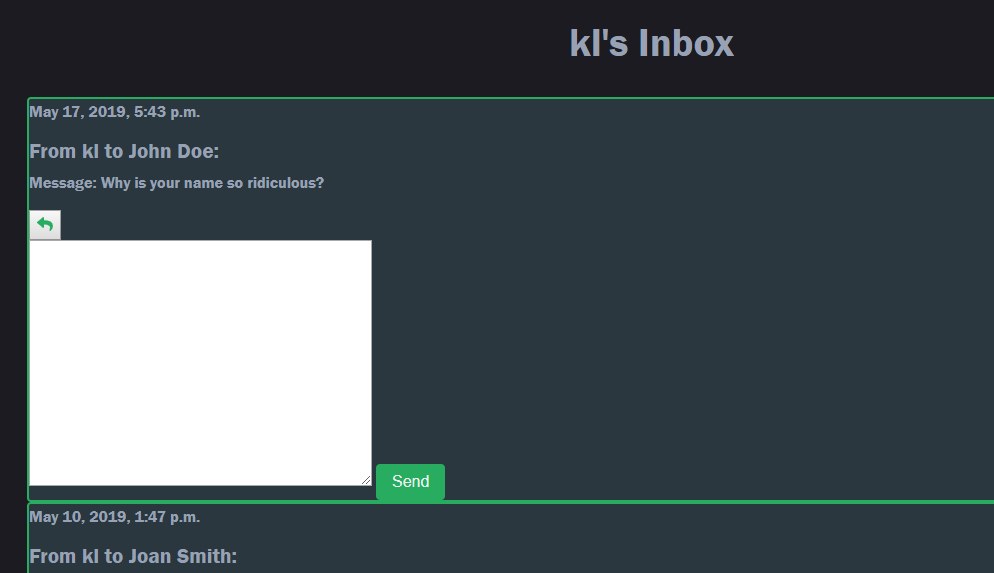 kl's Inbox
May 17, 2019, 5:43 p.m.
From kl to John Doe:
Message: Why is your name so ridiculous?
Send
May 10, 2019, 1:47 p.m.
From kl to Joan Smith: